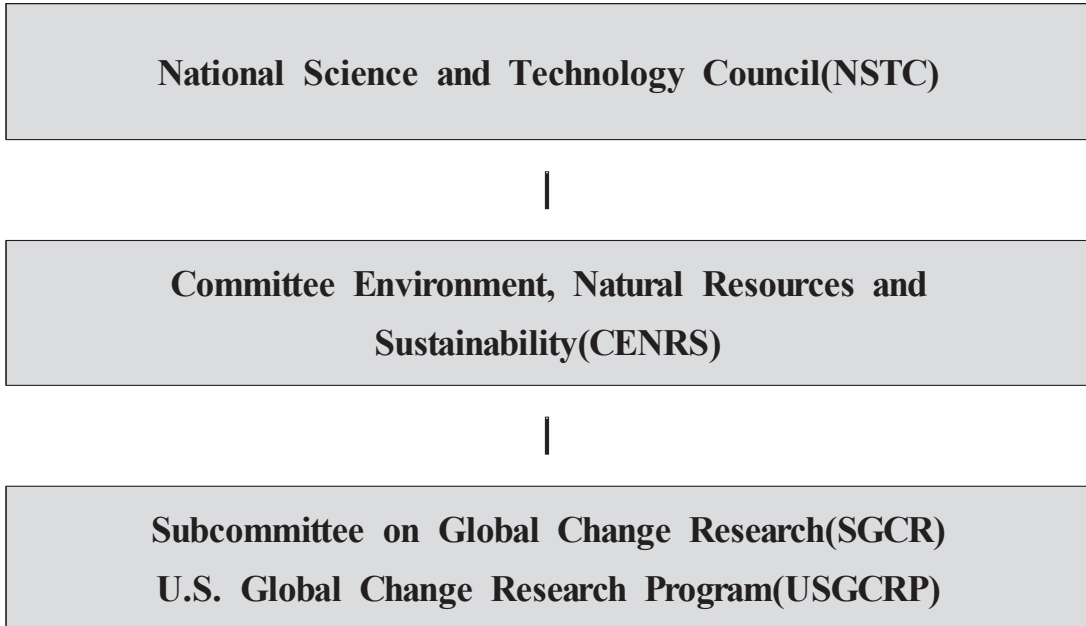 National Science and Technology Council(NSTC)
Committee Environment, Natural Resources and
Sustainability(CENRS)
Subcommittee on Global Change Research(SGCR)
U.S. Global Change Research Program(USGCRP)